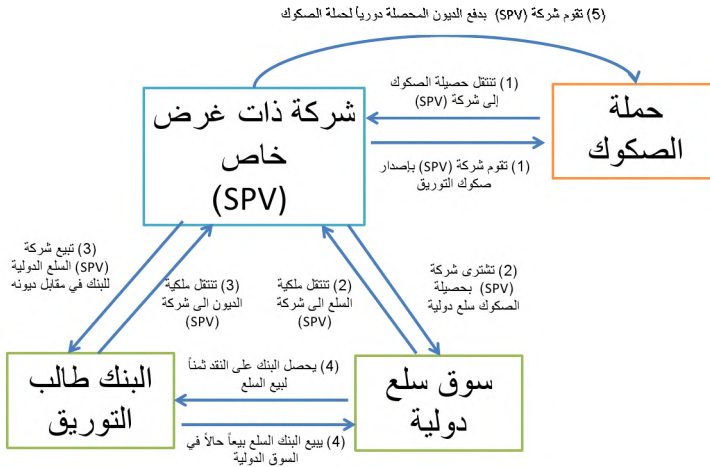 (5) تقوم شركة (SPV) بدفع الديون المحصلة دورياً لحملة الصكوك
(1) تنتقل حصيلة الصكوك
إلى شركة (SPV)
حملة
الصكوك
شركة ذات غرض
خاص
(SPV)
(1) تقوم شركة (SPV) بإصدار
صكوك التوريق
(3) تبيع شركة
(SPV) السلع الدولية
للبنك في مقابل ديونه
(3) تنتقل ملكية
الديون الى شركة
(SPV)
(2) تنتقل ملكية
السلع الى شركة
(SPV)
(2) تشترى شركة
(SPV) بحصيلة
الصكوك سلع دولية
البنك طالب
التوريق
(4) يحصل البنك على النقد ثمناً
لبيع السلع
سوق سلع
دولية
(4) يبيع البنك السلع بيعاً حالاً في
السوق الدولية